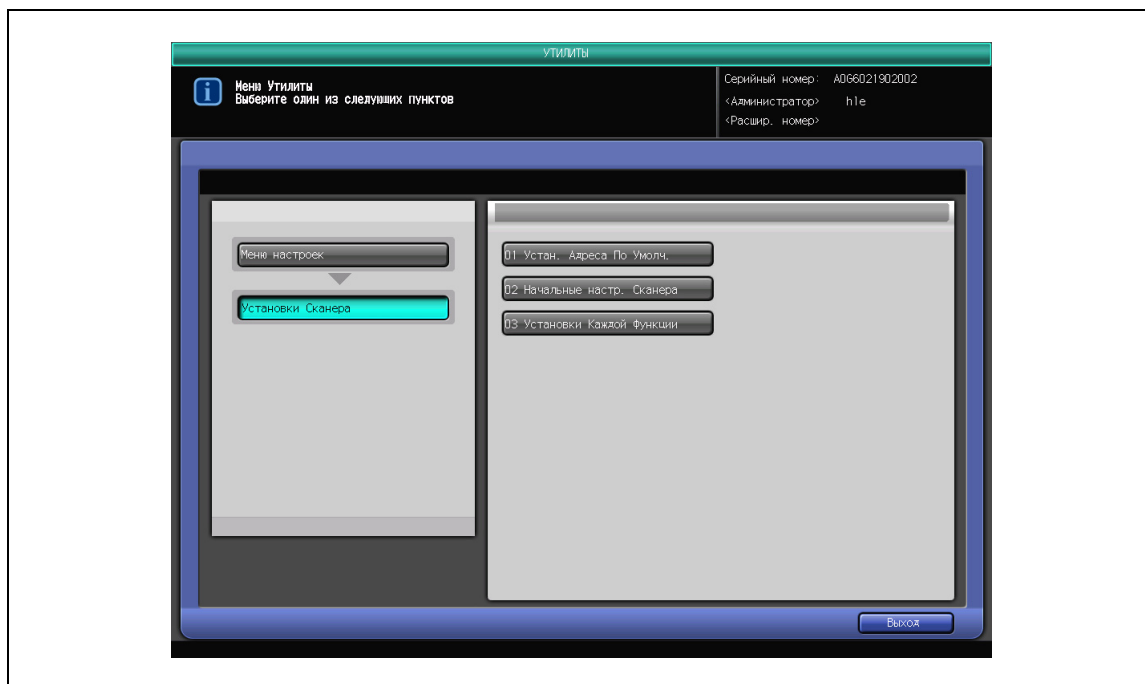 УТИЛИТЫ
Меню Утилиты
Выберите один из следующих пунктов
Серийный номер: A0G6021902002
<Администратор> hle
<Расшир. номер>
Меню настроек
Установки Сканера
01 Устан. Адреса По Умолч.
02 Начальные настр. Сканера
03 Установки Каждой Функции
Выход